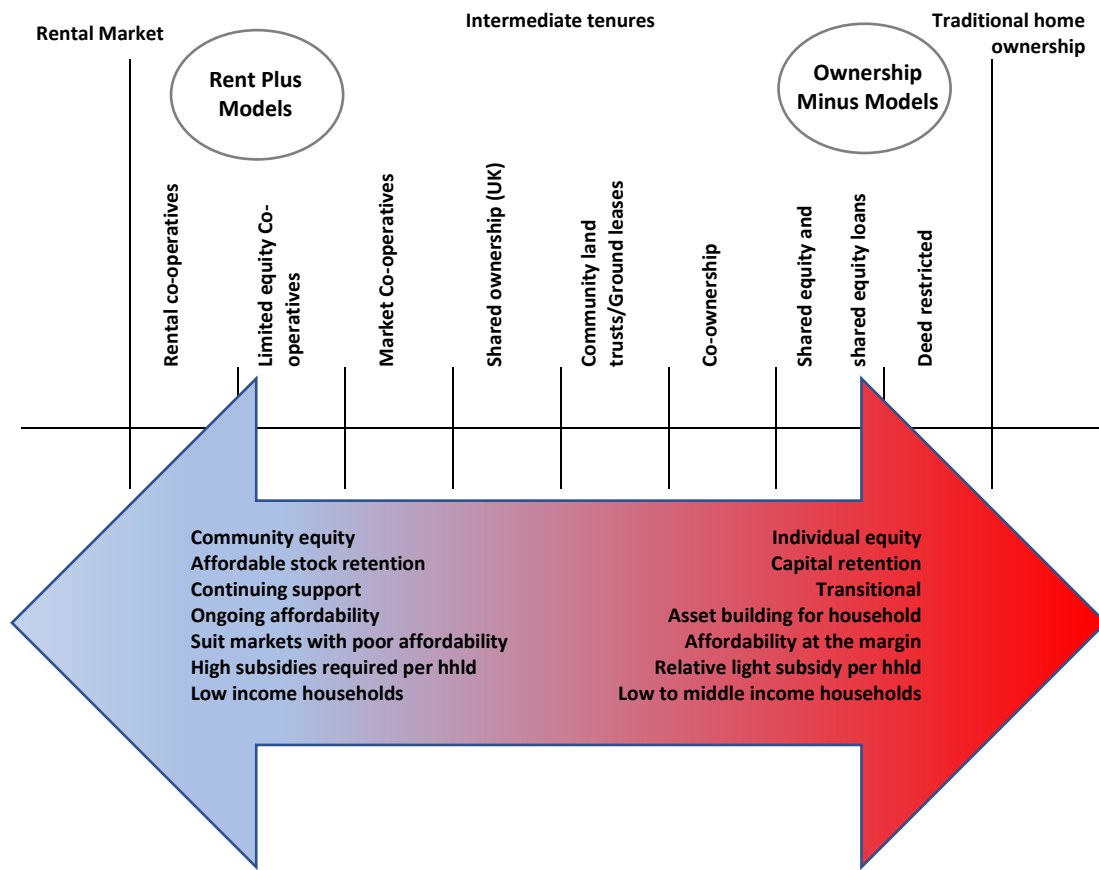 Rental Market
Intermediate tenures
Traditional home
ownership
Rent Plus
Models
Ownership
Minus Models
Rental co-operatives
Limited equity Co-
operatives
Market Co-operatives
Shared ownership (UK)
Community land
trusts/Ground leases
Co-ownership
Shared equity and
shared equity loans
Deed restricted
Community equity
Affordable stock retention
Continuing support
Ongoing affordability
Suit markets with poor affordability
High subsidies required per hhld
Low income households
Individual equity
Capital retention
Transitional
Asset building for household
Affordability at the margin
Relative light subsidy per hhld
Low to middle income households